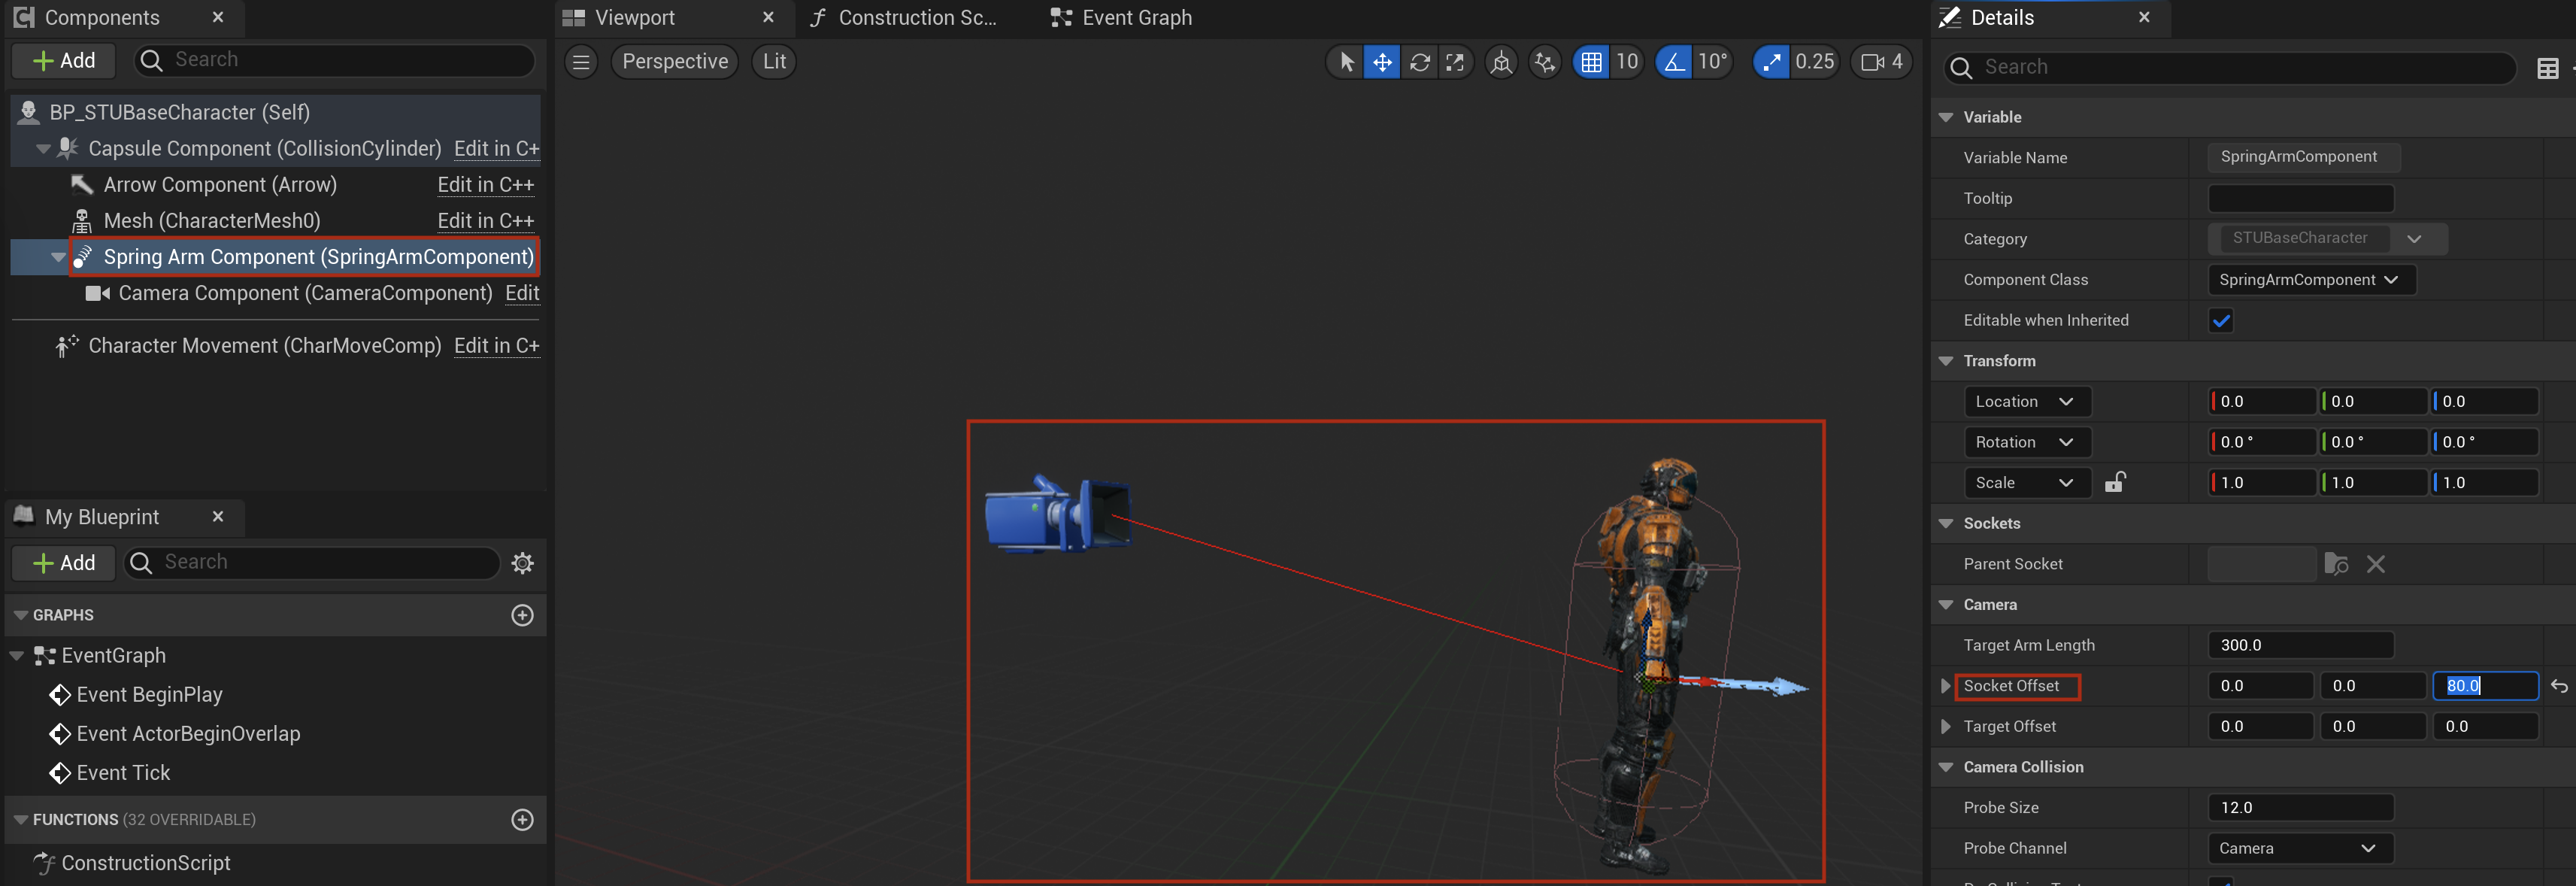 Components
Add
Search
BP_STUBaseCharacter (Self)
Capsule Component (CollisionCylinder) Edit in C+
Arrow Component (Arrow) Edit in C++
Mesh (CharacterMesh0) Edit in C++
Spring Arm Component (SpringArmComponent)
Camera Component (CameraComponent) Edit
Character Movement (CharMoveComp) Edit in C+
My Blueprint
Add
Search
GRAPHS
EventGraph
Event BeginPlay
Event ActorBeginOverlap
Event Tick
FUNCTIONS (32 OVERRIDABLE)
ConstructionScript
Viewport
Construction Sc...
Event Graph
Perspective
Lit
10
10°
0.25
4
Details
Search
Variable
Variable Name SpringArmComponent
Tooltip
Category STUBaseCharacter
Component Class SpringArmComponent
Editable when Inherited
Transform
Location 0.0 0.0 0.0
Rotation 0.0 ° 0.0 ° 0.0 °
Scale 1.0 1.0 1.0
Sockets
Parent Socket
Camera
Target Arm Length 300.0
Socket Offset 0.0 0.0 80.0
Target Offset 0.0 0.0 0.0
Camera Collision
Probe Size 12.0
Probe Channel Camera